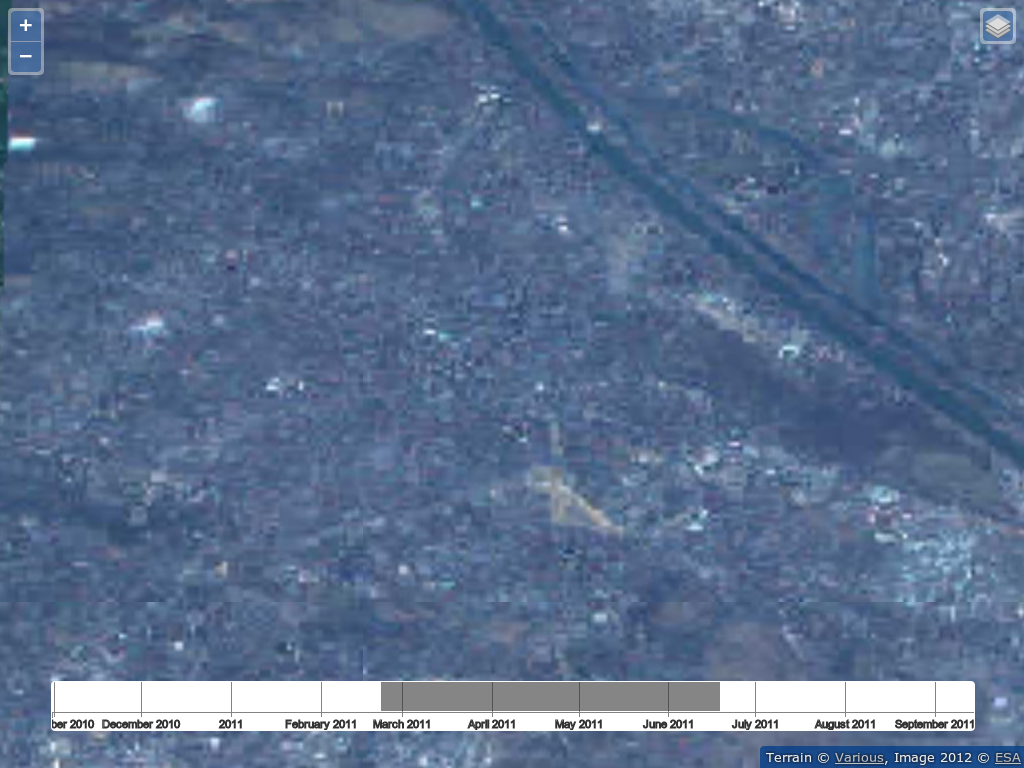 +
−
ber 2010 December 2010 2011 February 2011 March 2011 April 2011 May 2011 June 2011 July 2011 August 2011 September 2011
Terrain © Various, Image 2012 © ESA